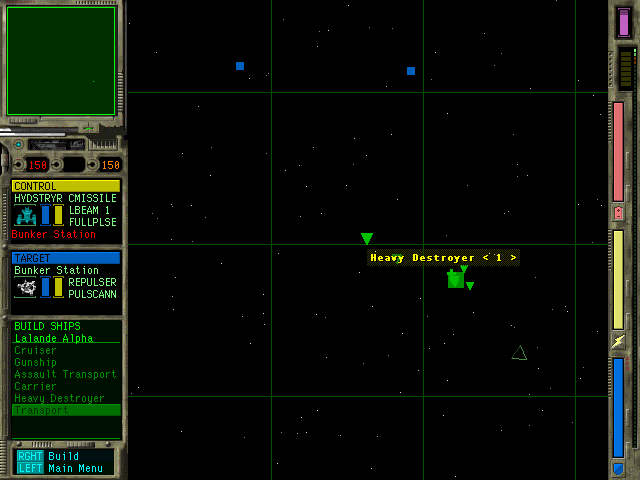 150 150
CONTROL
HVDSTRYR CMISSILE
LBEAM 1
FULLPLSE
Bunker Station
TARGET
Bunker Station
REPULSER
PULSCANN
BUILD SHIPS
Lalande Alpha
Cruiser
Gunship
Assault Transport
Carrier
Heavy Destroyer
Transport
RGHT Build
LEFT Main Menu
Heavy Destroyer < 1 >